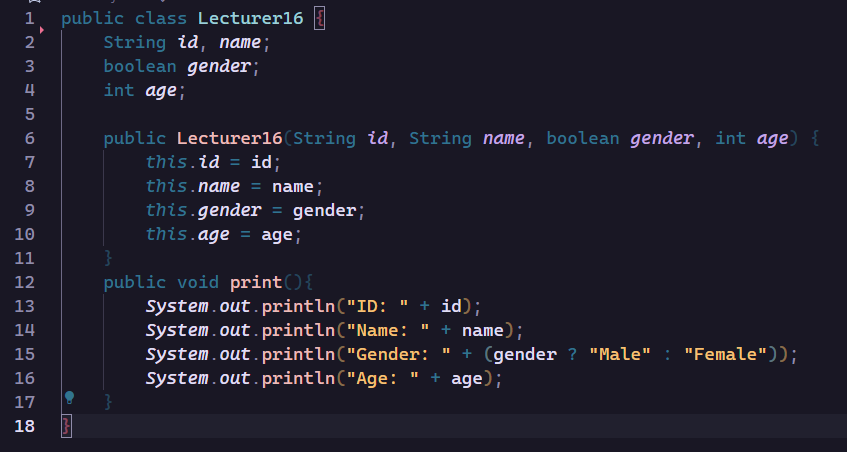 1 public class Lecturer16 {
2 String id, name;
3 boolean gender;
4 int age;
5
6 public Lecturer16(String id, String name, boolean gender, int age) {
7 this.id = id;
8 this.name = name;
9 this.gender = gender;
10 this.age = age;
11 }
12 public void print(){
13 System.out.println("ID: " + id);
14 System.out.println("Name: " + name);
15 System.out.println("Gender: " + (gender ? "Male" : "Female"));
16 System.out.println("Age: " + age);
17 }
18 }